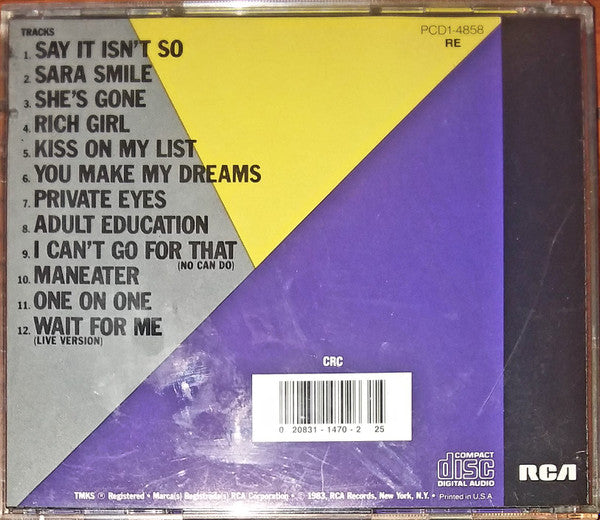 TRACKS
1. SAY IT ISN'T SO
2. SARA SMILE
3. SHE'S GONE
4. RICH GIRL
5. KISS ON MY LIST
6. YOU MAKE MY DREAMS
7. PRIVATE EYES
8. ADULT EDUCATION
9. I CAN'T GO FOR THAT
(NO CAN DO)
10. MANEATER
11. ONE ON ONE
12. WAIT FOR ME
(LIVE VERSION)
PCD1-4858
RE
CRC
0 20831-1470-2 25
COMPACT
disc
DIGITAL AUDIO
RCA
TMKS ® Registered • Marca(s) Registrada(s) RCA Corporation • © 1983, RCA Records, New York, N.Y. • Printed in U.S.A